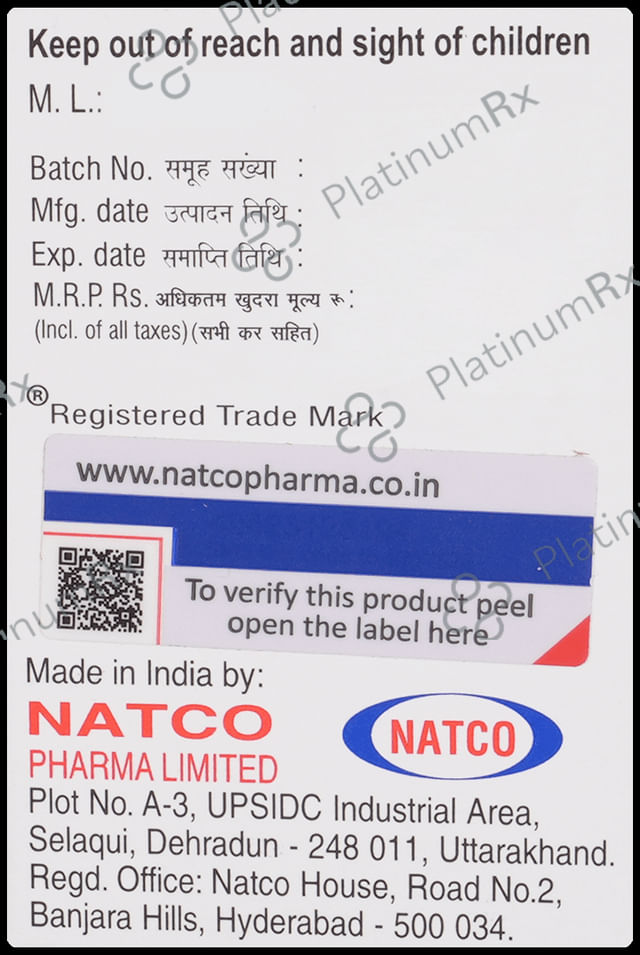 Keep out of reach and sight of children
M. L.:
Batch No. समूह सख्या :
Mfg. date उत्पादन तिथि :
Exp. date समाप्ति तिथि :
M.R.P. Rs. अधिकतम खुदरा मूल्य रू:
(Incl. of all taxes) (सभी कर सहित)
® Registered Trade Mark
www.natcopharma.co.in
To verify this product peel
open the label here
Made in India by:
NATCO
PHARMA LIMITED
NATCO
Plot No. A-3, UPSIDC Industrial Area,
Selaqui, Dehradun - 248 011, Uttarakhand.
Regd. Office: Natco House, Road No.2,
Banjara Hills, Hyderabad - 500 034.
PlatinumRx
PlatinumRx